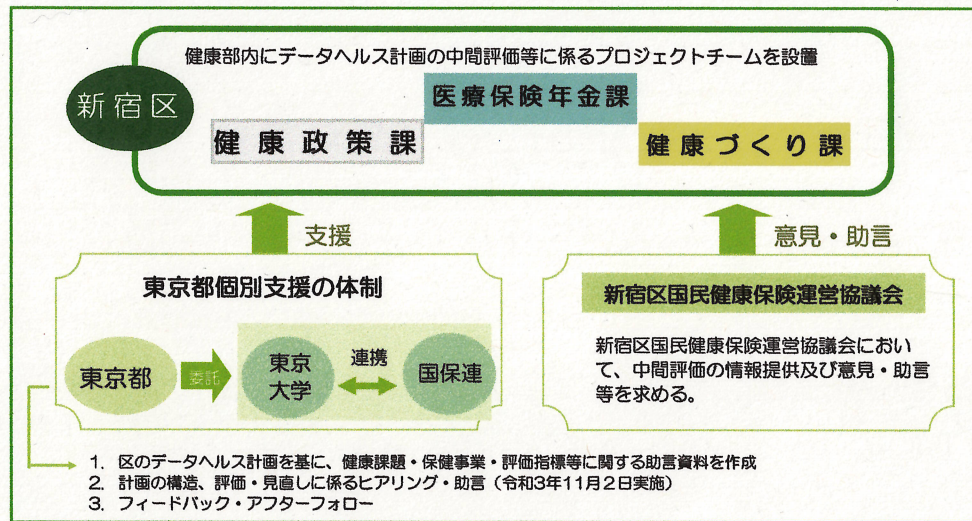 健康部内にデータヘルス計画の中間評価等に係るプロジェクトチームを設置
新宿区
医療保険年金課
健康政策課
健康づくり課
支援
意見・助言
東京都個別支援の体制
東京都
委託
東京
大学
連携
国保連
新宿区国民健康保険運営協議会
新宿区国民健康保険運営協議会におい
て、中間評価の情報提供及び意見・助言
等を求める。
1. 区のデータヘルス計画を基に、健康課題・保健事業・評価指標等に関する助言資料を作成
2. 計画の構造、評価・見直しに係るヒアリング・助言（令和3年11月2日実施）
3. フィードバック・アフターフォロー